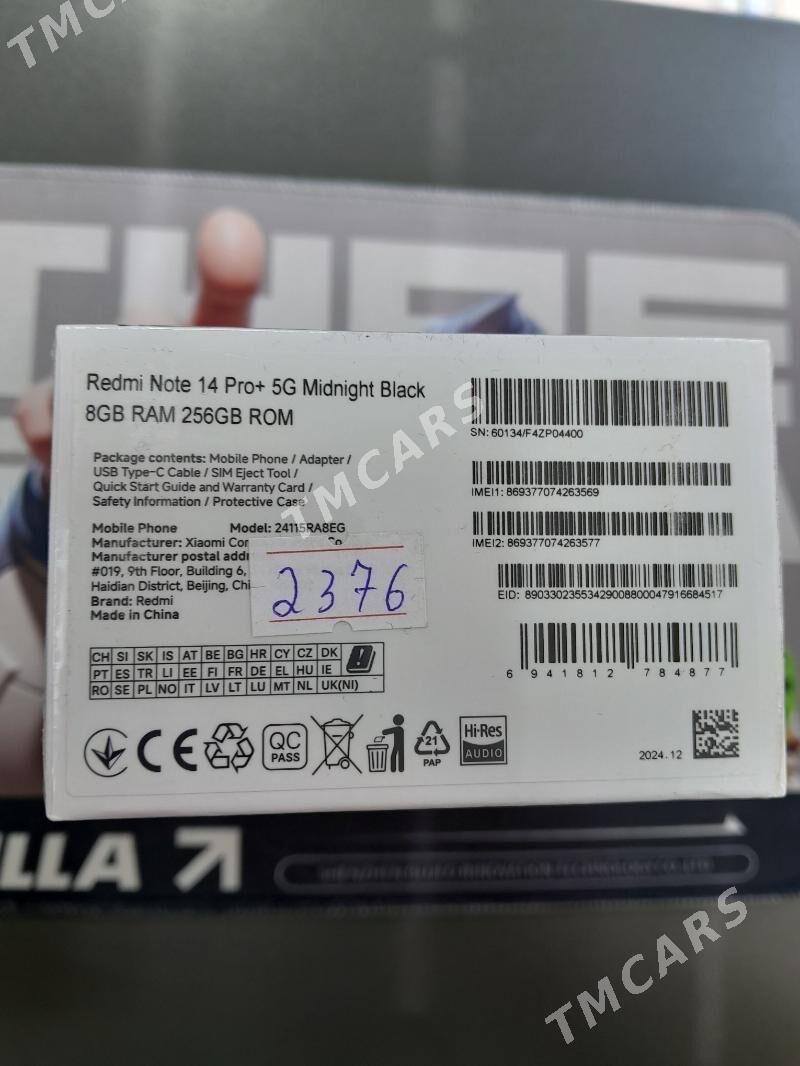 TMCARS
Redmi Note 14 Pro+ 5G Midnight Black
8GB RAM 256GB ROM
Package contents: Mobile Phone / Adapter /
USB Type-C Cable / SIM Eject Tool /
Quick Start Guide and Warranty Card /
Safety Information / Protective Case
Mobile Phone Model: 24115RA8EG
Manufacturer: Xiaomi Co
Manufacturer postal
#019, 9th Floor, Building 6,
Haidian District, Beijing,
Brand: Redmi
Made in China
2376
CH SI SK IS AT BE BG HR CY CZ DK
PT ES TR LI EE FI FR DE EL HU IE
RO SE PL NO IT LV LT LU MT NL UK(NI)
CE
QC
PASS
21
PAP
Hi-Res
AUDIO
SN: 60134/F4ZP04400
IMEI1: 869377074263569
IMEI2: 869377074263577
EID: 89033023553429008800047916684517
6 941812 784877
2024.12
TMCARS
LLA
TMCARS